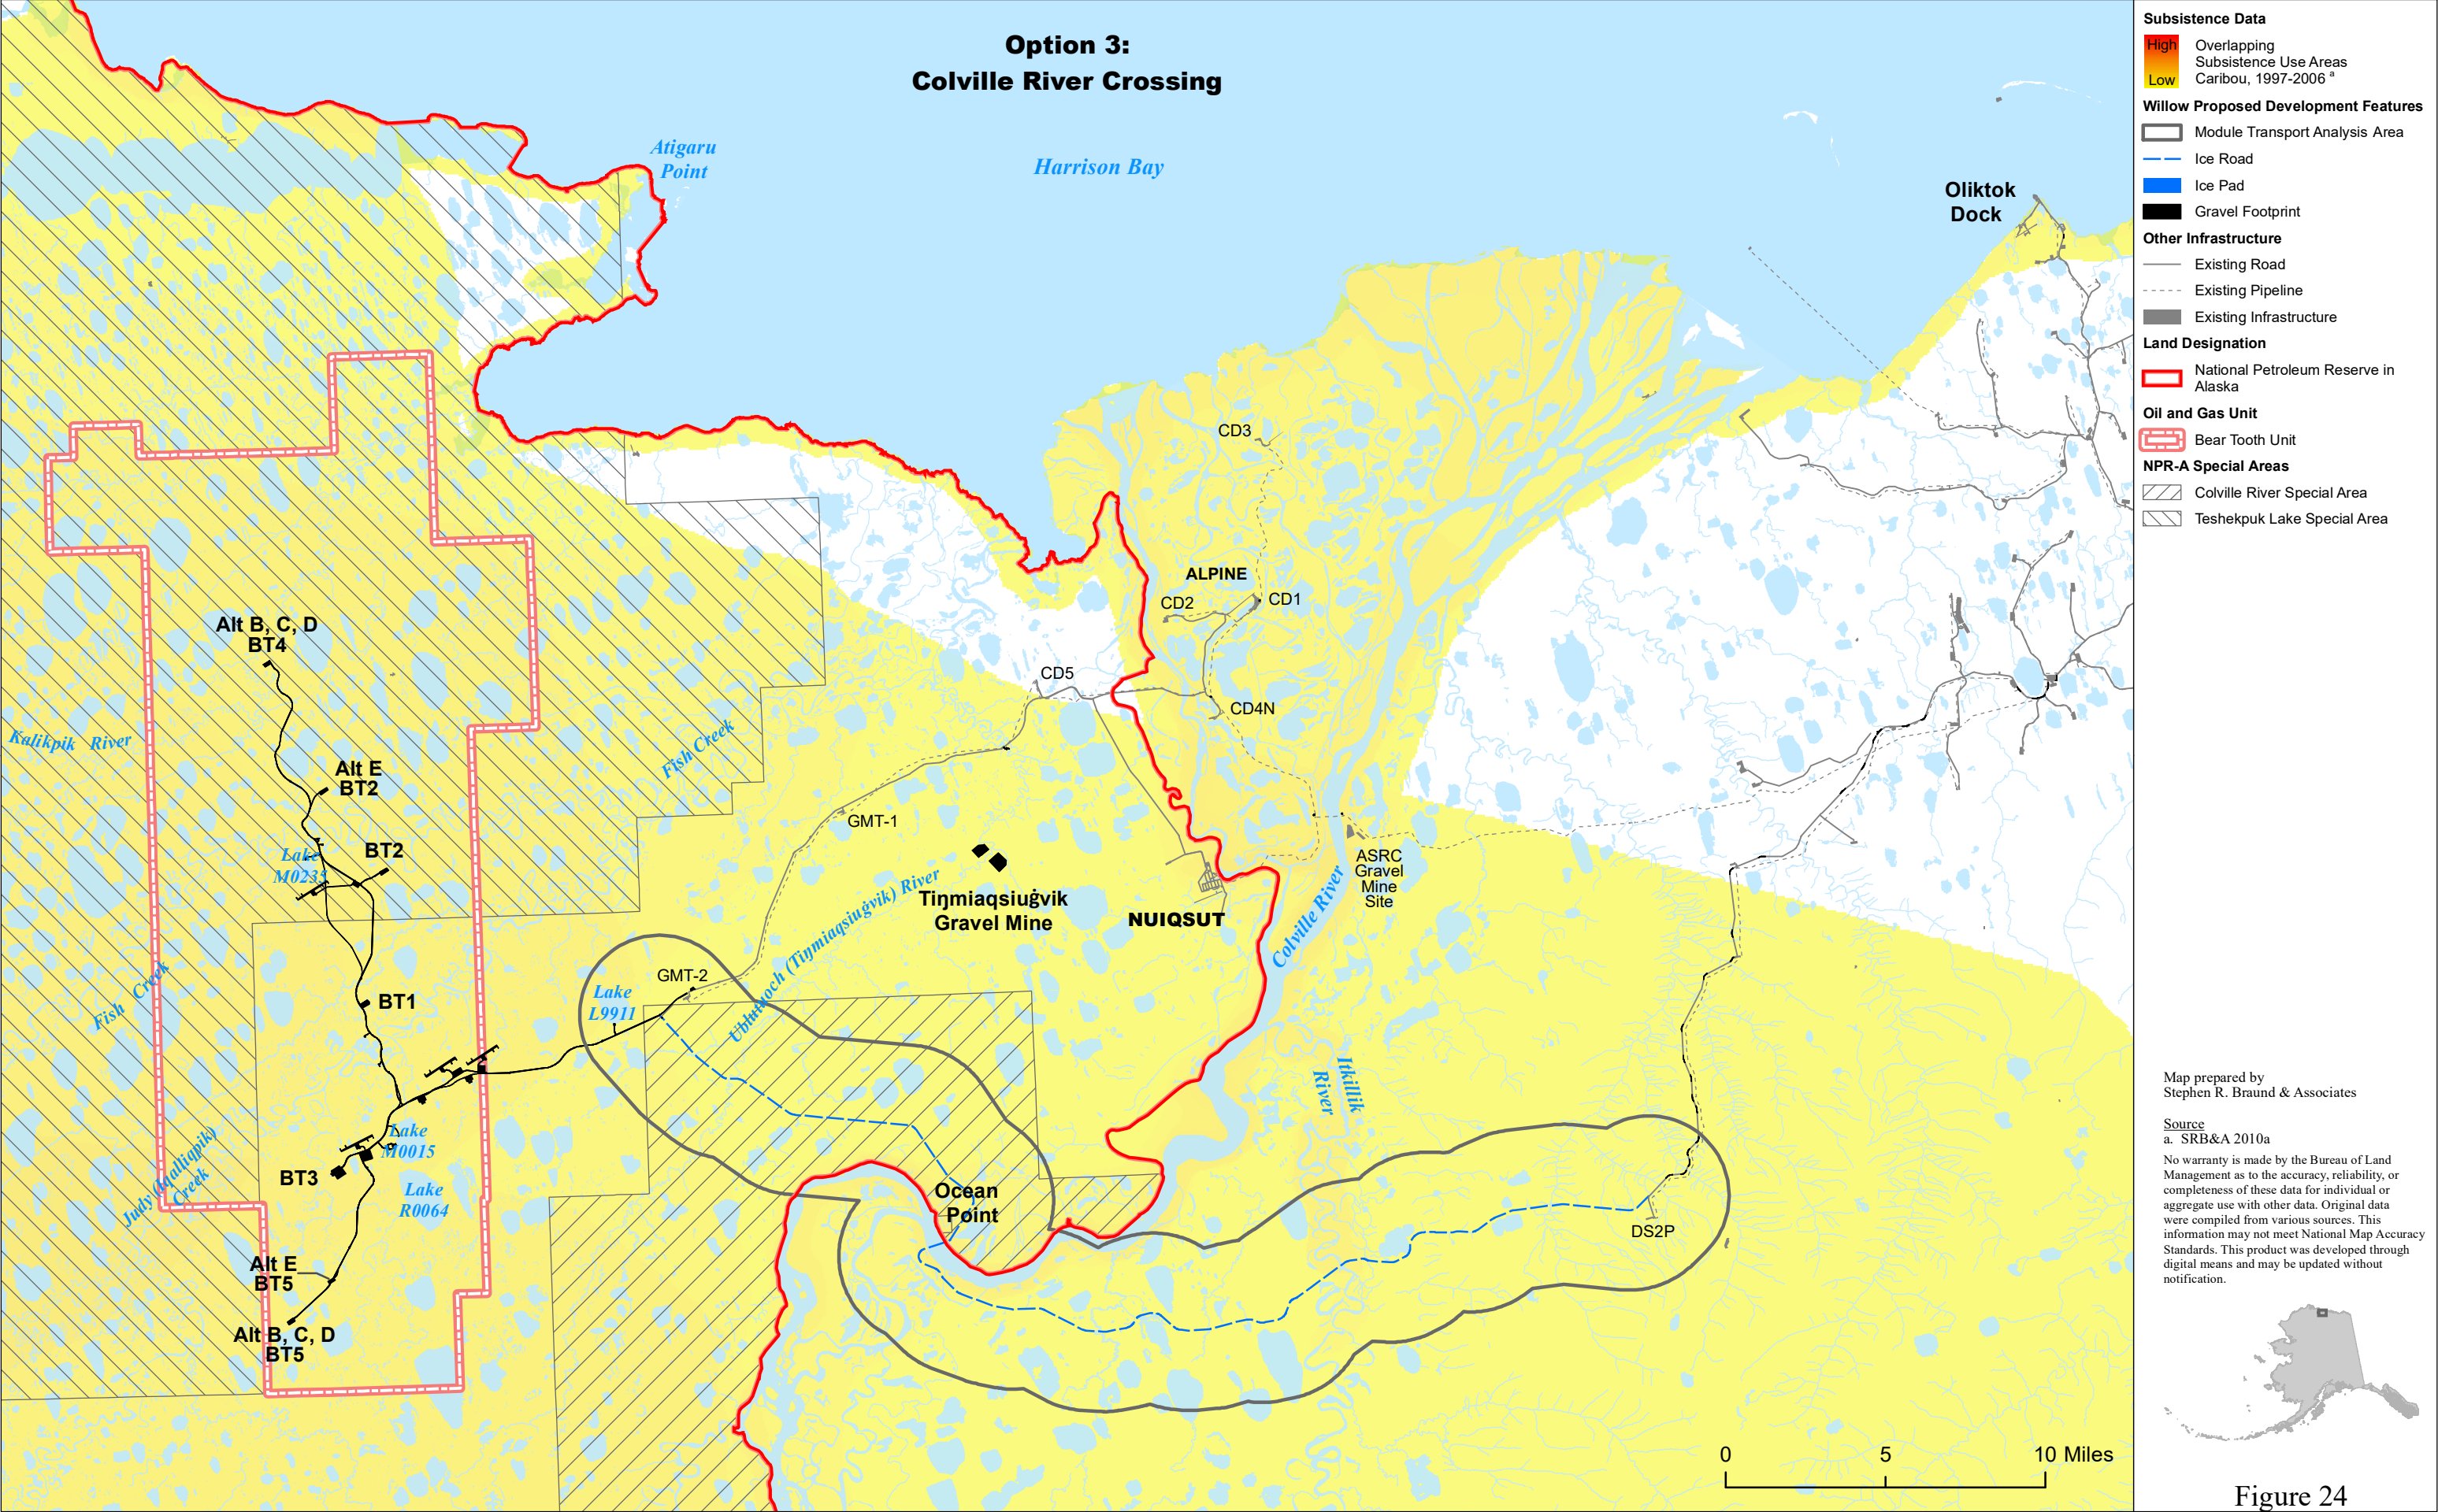 Option 3:
Colville River Crossing
Atigaru
Point
Harrison Bay
Oliktok
Dock
CD3
ALPINE
CD2
CD1
CD5
CD4N
Alt B, C, D
BT4
Kalikpik River
Fish Creek
Alt E
BT2
GMT-1
Lake
M0235
BT2
Tiŋmiaqsiuġvik
Gravel Mine
NUIQSUT
ASRC
Gravel
Mine
Site
Colville River
Ublutuoch (Tiŋmiaqsiuġvik) River
GMT-2
Lake
L9911
Fish Creek
BT1
Itkillik
River
Lake
M0015
Judy (Iqalliqpik)
Creek
BT3
Lake
R0064
Ocean
Point
DS2P
Alt E
BT5
Alt B, C, D
BT5
0 5 10 Miles
Subsistence Data
High
Low
Overlapping
Subsistence Use Areas
Caribou, 1997-2006 a
Willow Proposed Development Features
Module Transport Analysis Area
Ice Road
Ice Pad
Gravel Footprint
Other Infrastructure
Existing Road
Existing Pipeline
Existing Infrastructure
Land Designation
National Petroleum Reserve in
Alaska
Oil and Gas Unit
Bear Tooth Unit
NPR-A Special Areas
Colville River Special Area
Teshekpuk Lake Special Area
Map prepared by
Stephen R. Braund & Associates
Source
a. SRB&A 2010a
No warranty is made by the Bureau of Land
Management as to the accuracy, reliability, or
completeness of these data for individual or
aggregate use with other data. Original data
were compiled from various sources. This
information may not meet National Map Accuracy
Standards. This product was developed through
digital means and may be updated without
notification.
Figure 24